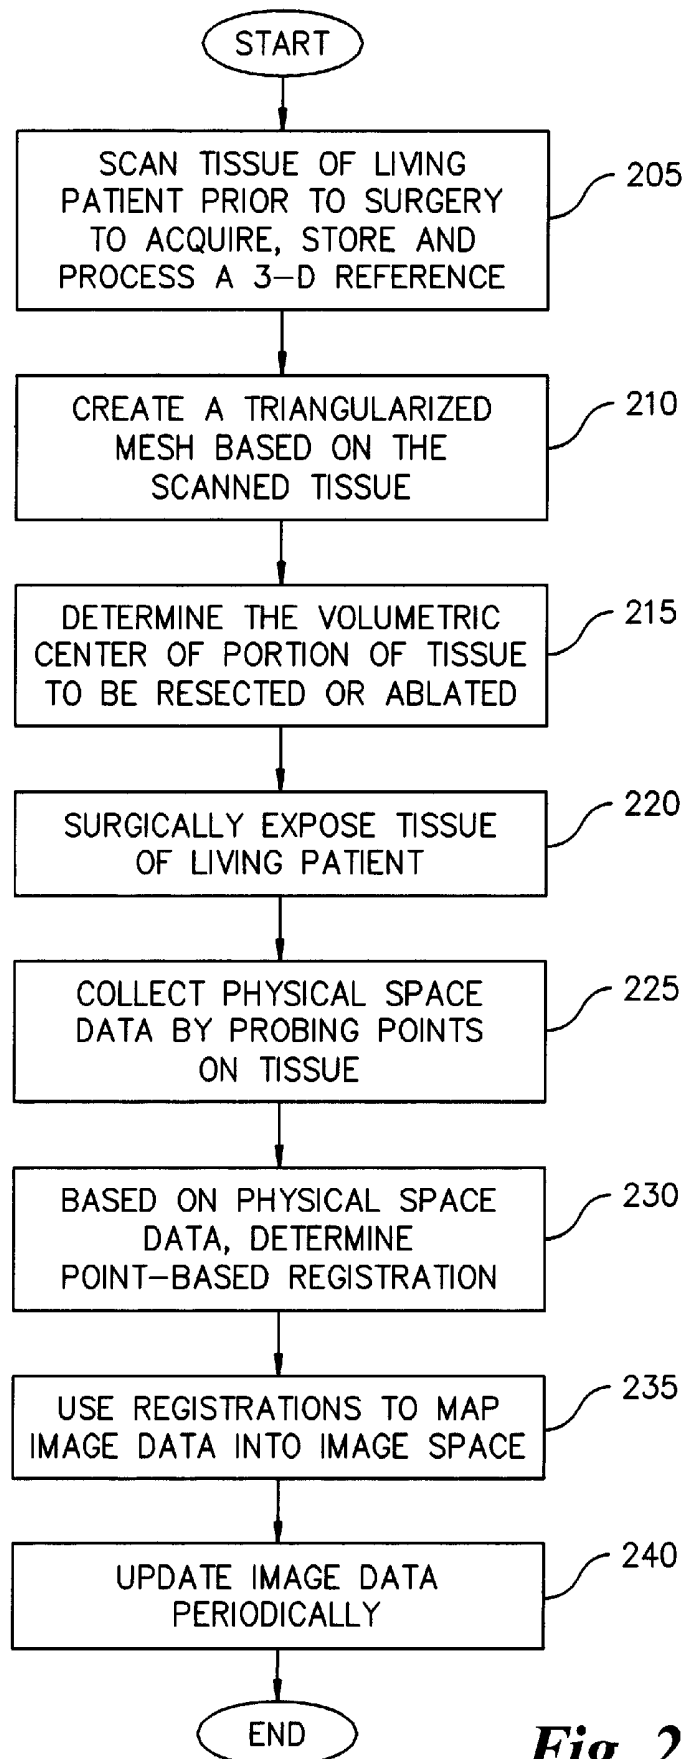 START
SCAN TISSUE OF LIVING
PATIENT PRIOR TO SURGERY
TO ACQUIRE, STORE AND
PROCESS A 3-D REFERENCE
205
CREATE A TRIANGULARIZED
MESH BASED ON THE
SCANNED TISSUE
210
DETERMINE THE VOLUMETRIC
CENTER OF PORTION OF TISSUE
TO BE RESECTED OR ABLATED
215
SURGICALLY EXPOSE TISSUE
OF LIVING PATIENT
220
COLLECT PHYSICAL SPACE
DATA BY PROBING POINTS
ON TISSUE
225
BASED ON PHYSICAL SPACE
DATA, DETERMINE
POINT-BASED REGISTRATION
230
USE REGISTRATIONS TO MAP
IMAGE DATA INTO IMAGE SPACE
235
UPDATE IMAGE DATA
PERIODICALLY
240
END
Fig. 2